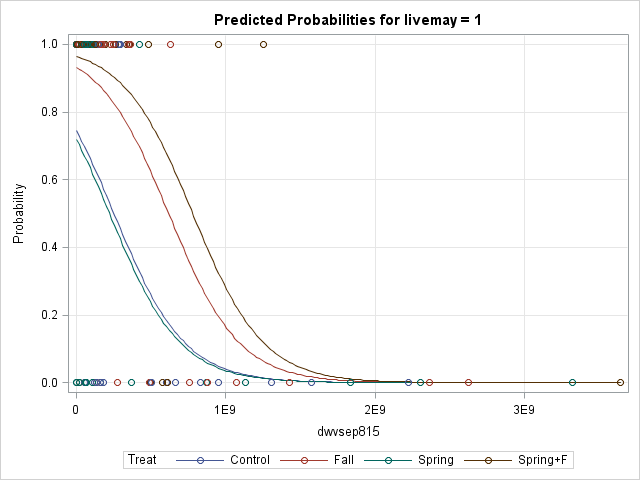 Predicted Probabilities for livemay = 1
1.0
0.8
0.6
0.4
0.2
0.0
Probability
0
1E9
2E9
3E9
dwvsep815
Treat Control Fall Spring Spring+F